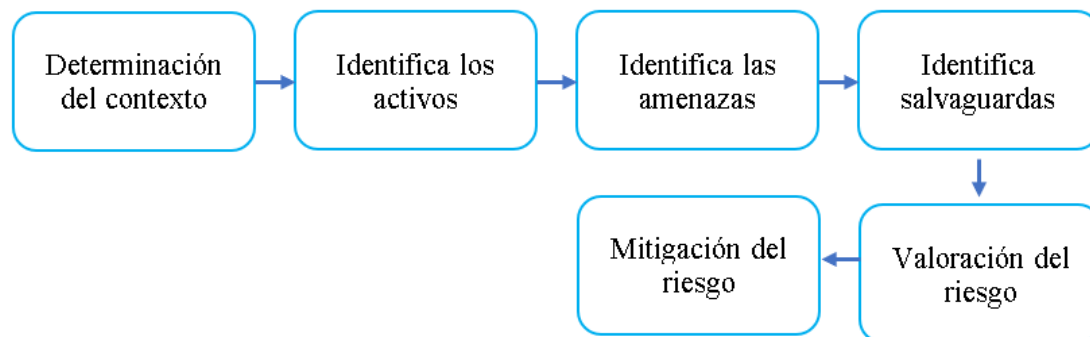 Determinación
del contexto
Identifica los
activos
Identifica las
amenazas
Identifica
salvaguardas
Valoración del
riesgo
Mitigación del
riesgo